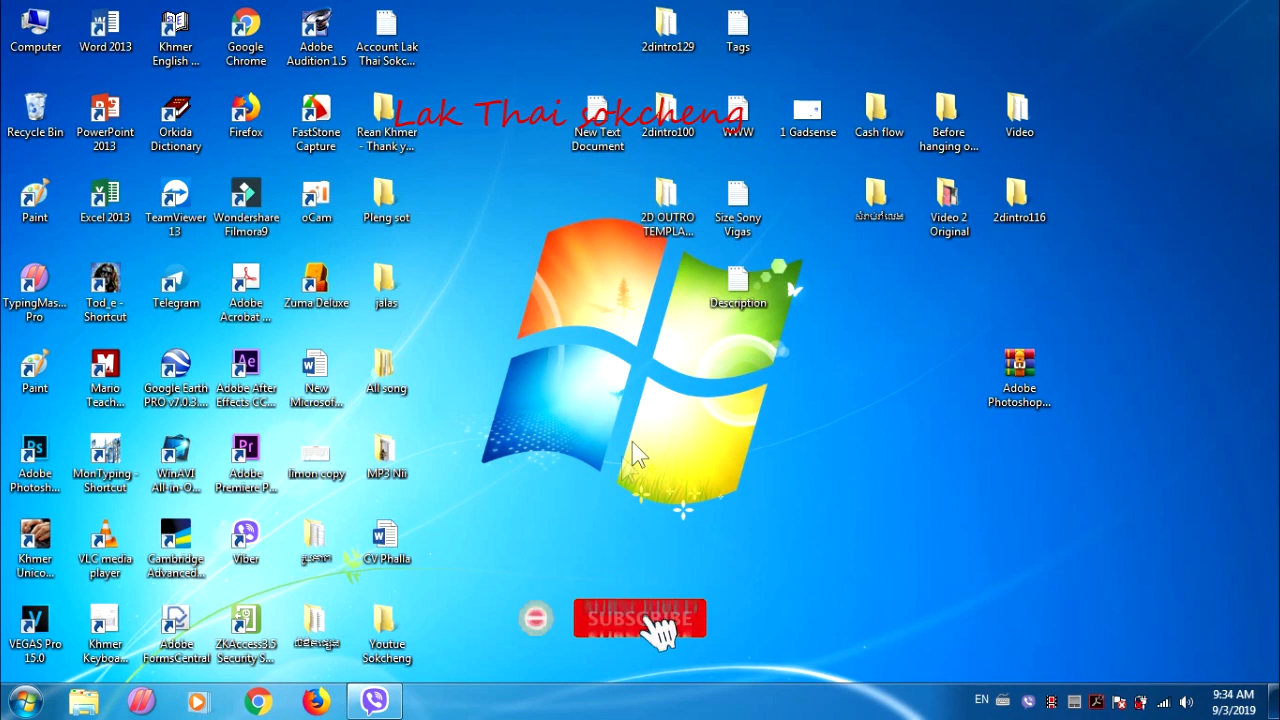 Computer
Word 2013
Khmer
English ...
Google
Chrome
Adobe
Audition 1.5
Account Lak
Thai Sokc...
2dintro129
Tags
Lak Thai sokcheng
Recycle Bin
PowerPoint
2013
Orkida
Dictionary
Firefox
FastStone
Capture
Rean Khmer
- Thank y...
New Text
Document
2dintro100
WWW
1 Gadsense
Cash flow
Before
hanging o...
Video
Paint
Excel 2013
TeamViewer
13
Wondershare
Filmora9
oCam
Pleng sot
2D OUTRO
TEMPLA...
Size Sony
Vigas
Video 2
Original
2dintro116
TypingMas...
Pro
Tod_e -
Shortcut
Telegram
Adobe
Acrobat ...
Zuma Deluxe
jalas
Description
Paint
Mario
Teach...
Google Earth
PRO v7.0.3....
Adobe After
Effects CC...
New
Microsof...
All song
Adobe
Photoshop...
Adobe
Photosh...
MonTyping -
Shortcut
WinAVI
All-in-O...
Adobe
Premiere P...
limon copy
MP3 Nii
Khmer
Unico...
VLC media
player
Cambridge
Advanced...
Viber
CV Phalla
SUBSCRIBE
VEGAS Pro
15.0
Khmer
Keyboa...
Adobe
FormsCentral
ZKAccess3.5
Security S...
Youtue
Sokcheng
EN
9:34 AM
9/3/2019